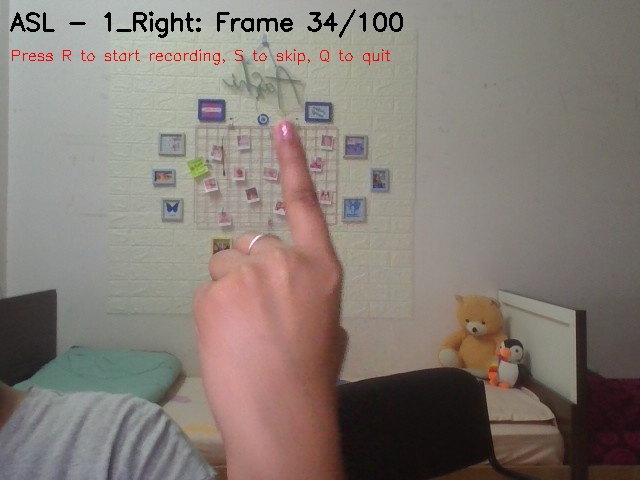 ASL - 1_Right: Frame 34/100
Press R to start recording, S to skip, Q to quit